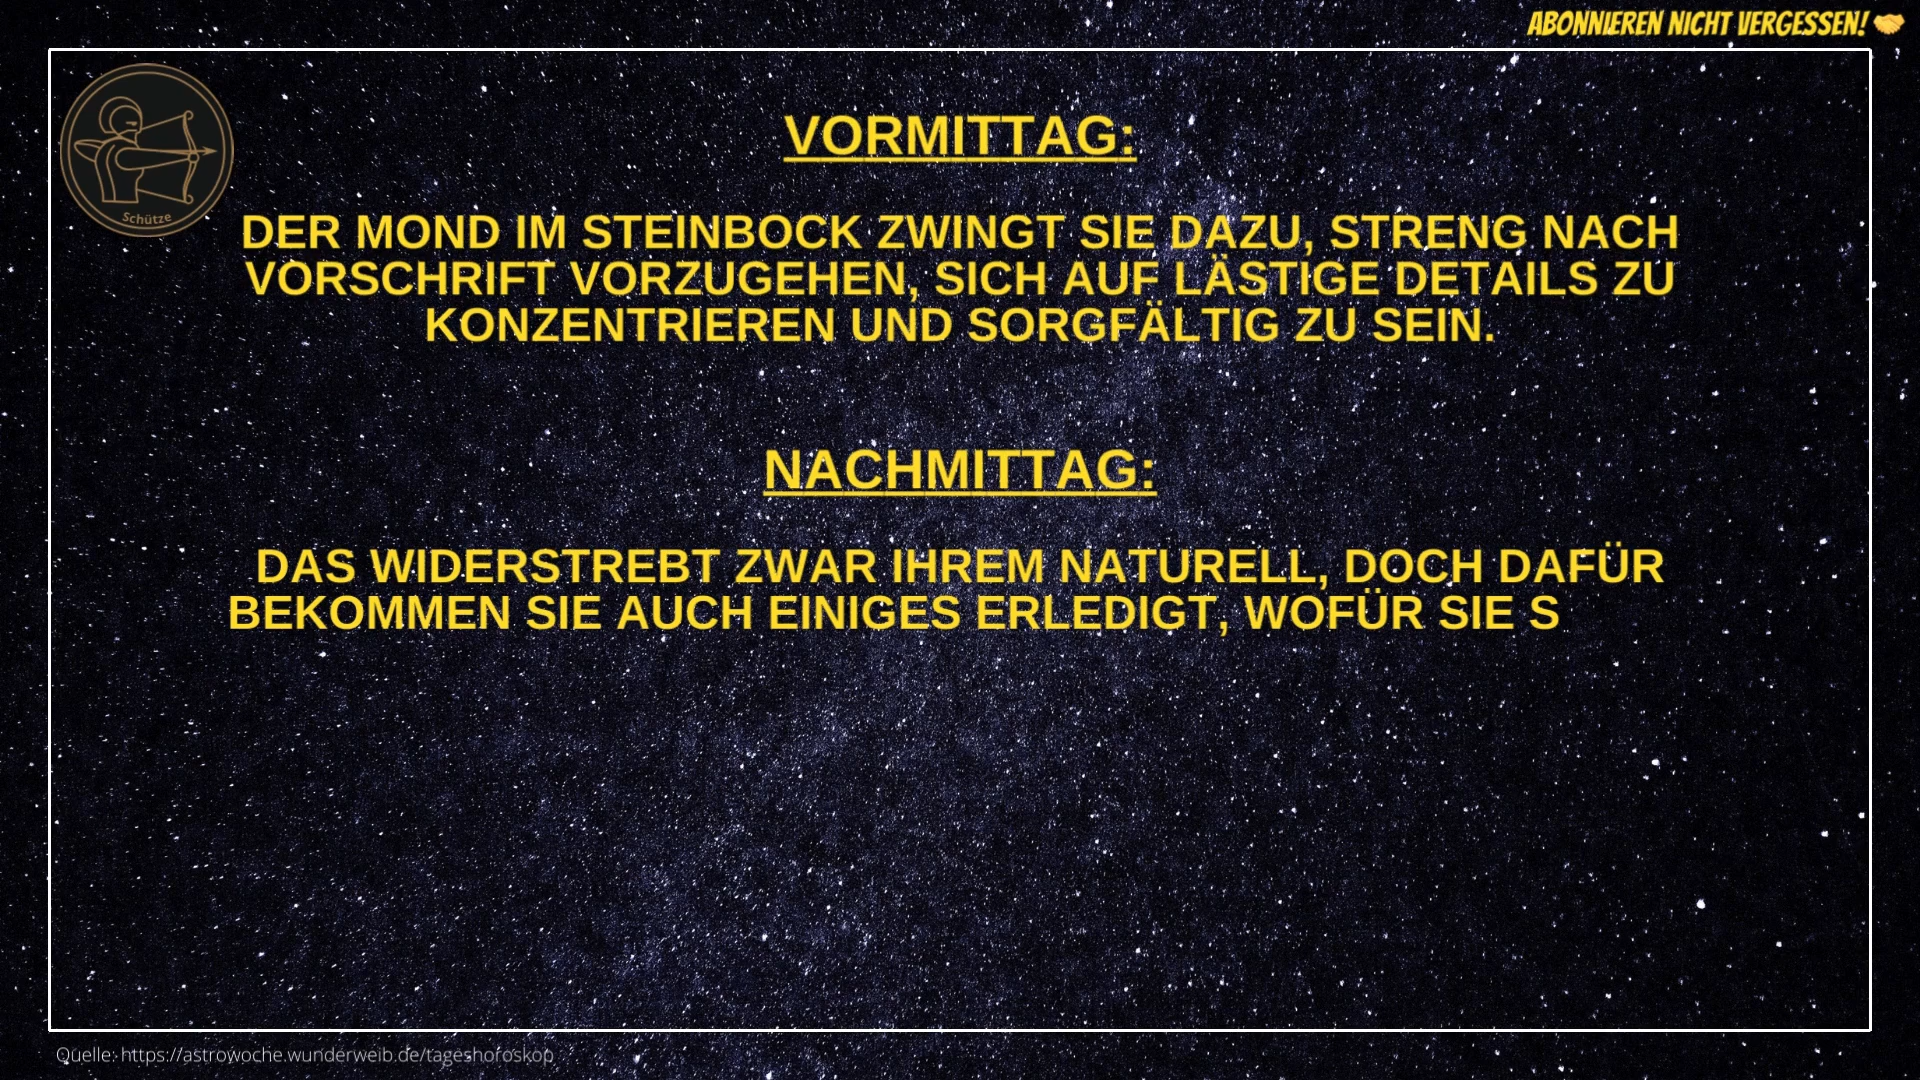 ABONNIEREN NICHT VERGESSEN!
Schütze
VORMITTAG:
DER MOND IM STEINBOCK ZWINGT SIE DAZU, STRENG NACH
VORSCHRIFT VORZUGEHEN, SICH AUF LÄSTIGE DETAILS ZU
KONZENTRIEREN UND SORGFÄLTIG ZU SEIN.
NACHMITTAG:
DAS WIDERSTREBT ZWAR IHREM NATURELL, DOCH DAFÜR
BEKOMMEN SIE AUCH EINIGES ERLEDIGT, WOFÜR SIE S
Quelle: https://astrowoche.wunderweib.de/tageshoroskop